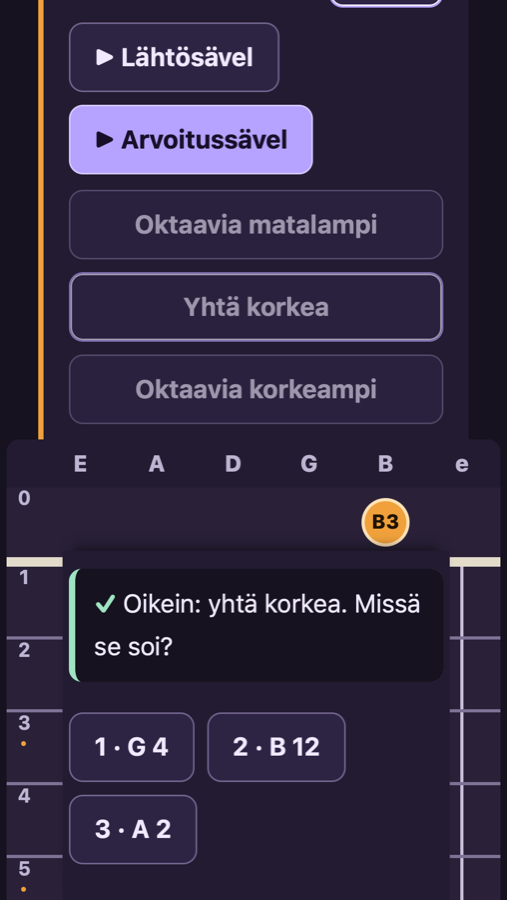 ▶ Lähtösävel
▶ Arvoitussävel
Oktaavia matalampi
Yhtä korkea
Oktaavia korkeampi
E A D G B e
0
B3
1
✓ Oikein: yhtä korkea. Missä
se soi?
2
3
1 · G 4 2 · B 12
4
3 · A 2
5